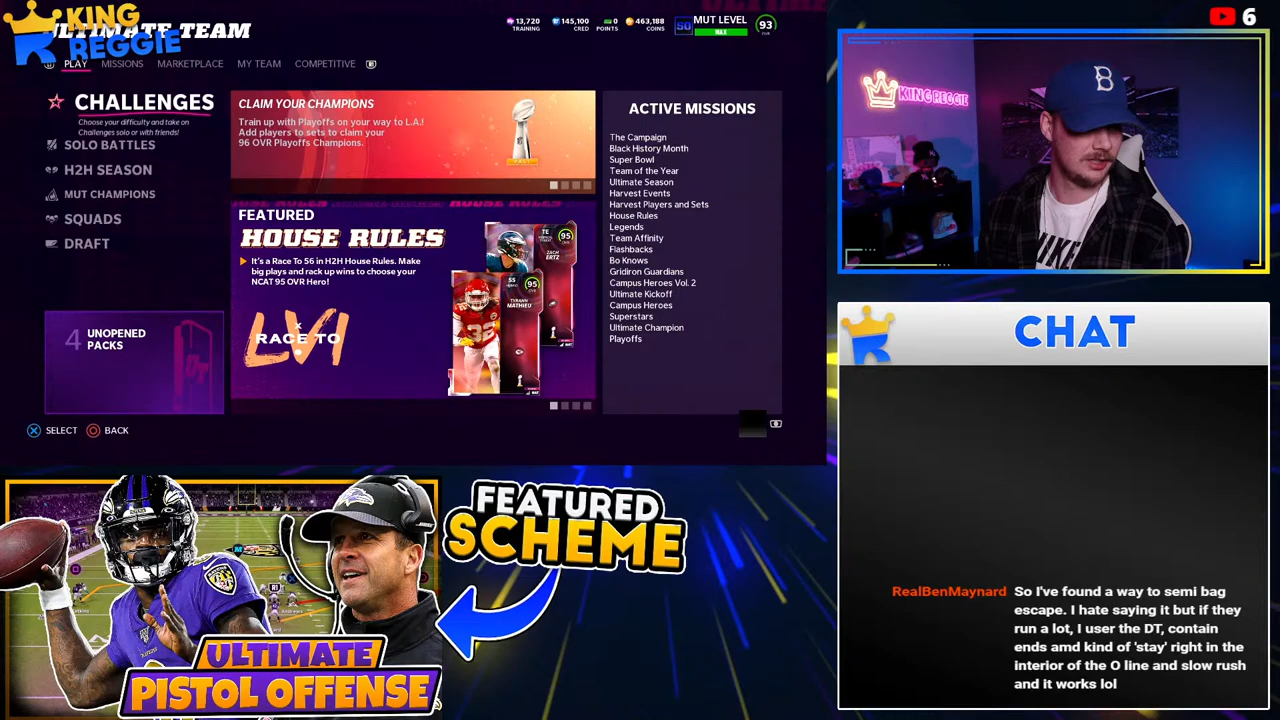 KING
REGGIE
ULTIMATE TEAM
13,720
TRAINING
145,100
CRED
0
POINTS
463,188
COINS
50
MUT LEVEL
MAX
93
OVR
PLAY
MISSIONS
MARKETPLACE
MY TEAM
COMPETITIVE
R1
CHALLENGES
Choose your difficulty and take on
Challenges solo or with friends!
SOLO BATTLES
H2H SEASON
MUT CHAMPIONS
SQUADS
DRAFT
4
UNOPENED
PACKS
CLAIM YOUR CHAMPIONS
Train up with Playoffs on your way to L.A.!
Add players to sets to claim your
96 OVR Playoffs Champions.
FEATURED
HOUSE RULES
It's a Race To 56 in H2H House Rules. Make
big plays and rack up wins to choose your
NCAT 95 OVR Hero!
RACE TO
LVI
TE
95
ZACH
ERTZ
SS
95
TYRANN
MATHIEU
ACTIVE MISSIONS
The Campaign
Black History Month
Super Bowl
Team of the Year
Ultimate Season
Harvest Events
Harvest Players and Sets
House Rules
Legends
Team Affinity
Flashbacks
Bo Knows
Gridiron Guardians
Campus Heroes Vol. 2
Ultimate Kickoff
Campus Heroes
Superstars
Ultimate Champion
Playoffs
SELECT
BACK
6
KING REGGIE
B
NIKE
CHAT
RealBenMaynard So I've found a way to semi bag
escape. I hate saying it but if they
run a lot, I user the DT, contain
ends amd kind of 'stay' right in the
interior of the O line and slow rush
and it works lol
FEATURED
SCHEME
ULTIMATE
PISTOL OFFENSE